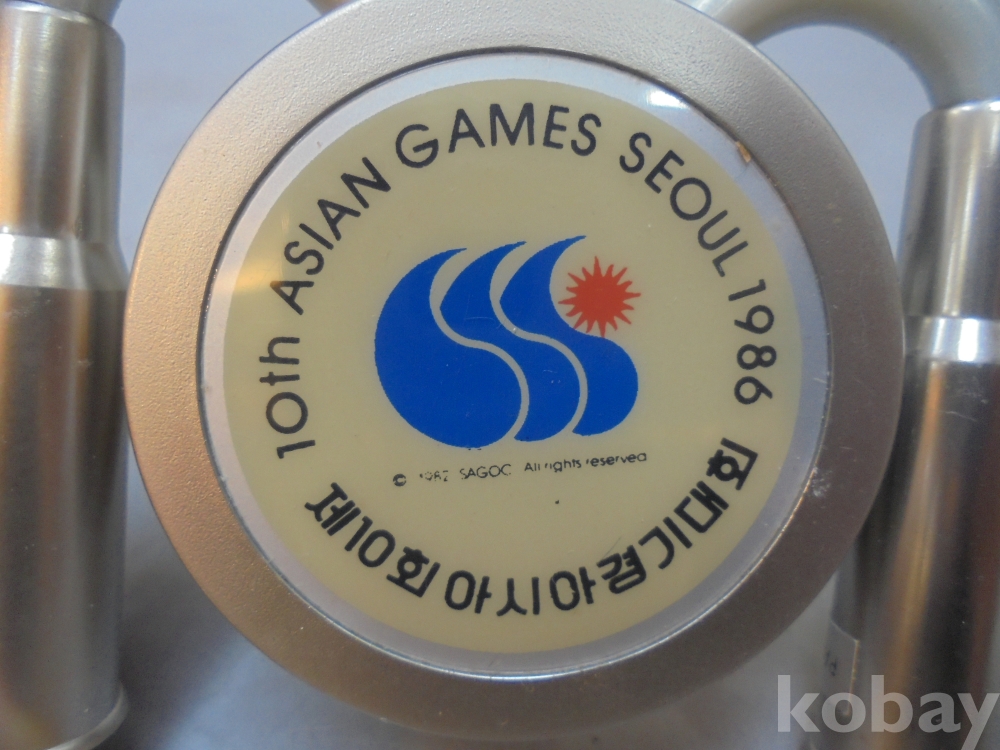 10th ASIAN GAMES SEOUL 1986
© 1982 SAGOC All rights reserved
제10회 아시아경기대회
kobay